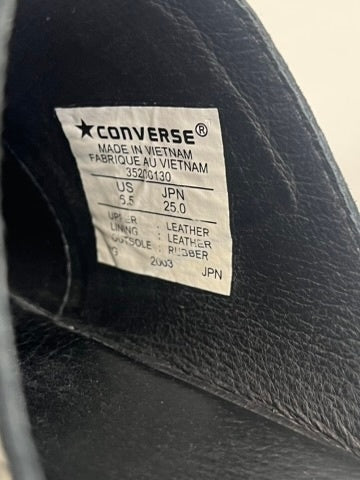 ★CONVERSE®
MADE IN VIETNAM
FABRIQUE AU VIETNAM
35200130
US JPN
5.5 25.0
UPPER : LEATHER
LINING : LEATHER
OUTSOLE : RUBBER
G 2003 JPN